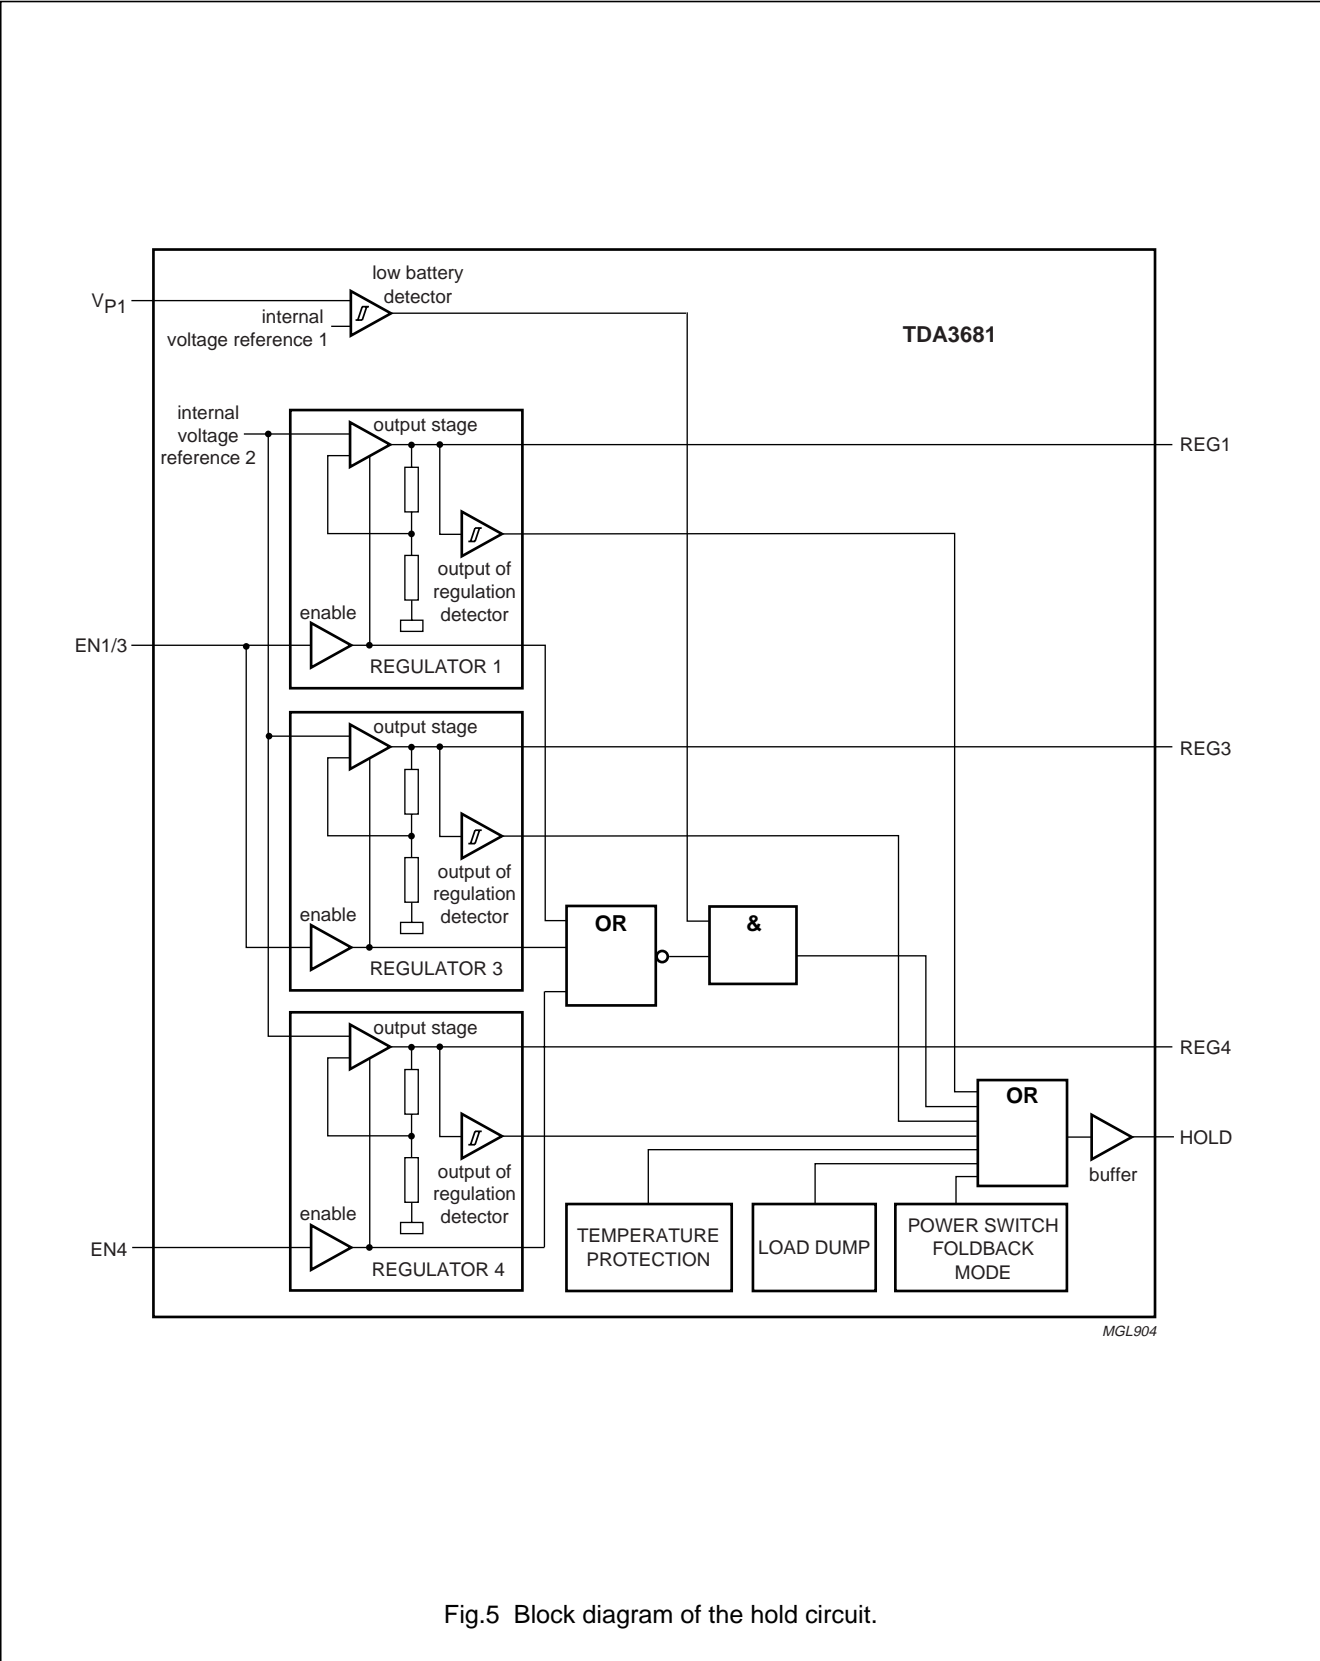 low battery
detector
V_P1
internal
voltage reference 1
TDA3681
internal
voltage
reference 2
output stage
REG1
output of
regulation
detector
enable
EN1/3
REGULATOR 1
output stage
REG3
output of
regulation
detector
enable
OR
&
REGULATOR 3
output stage
REG4
OR
HOLD
buffer
output of
regulation
detector
enable
EN4
REGULATOR 4
TEMPERATURE
PROTECTION
LOAD DUMP
POWER SWITCH
FOLDBACK
MODE
MGL904
Fig.5 Block diagram of the hold circuit.